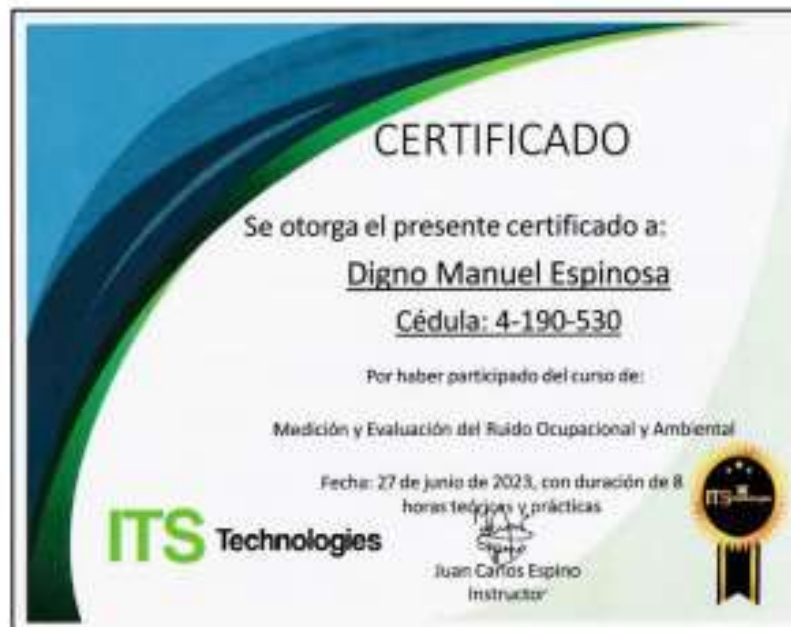 CERTIFICADO
Se otorga el presente certificado a:
Digno Manuel Espinosa
Cédula: 4-190-530
Por haber participado del curso de:
Medición y Evaluación del Ruido Ocupacional y Ambiental
Fecha: 27 de junio de 2023, con duración de 8
horas teóricas y prácticas
ITS Technologies
Juan Carlos Espino
Instructor
ITS